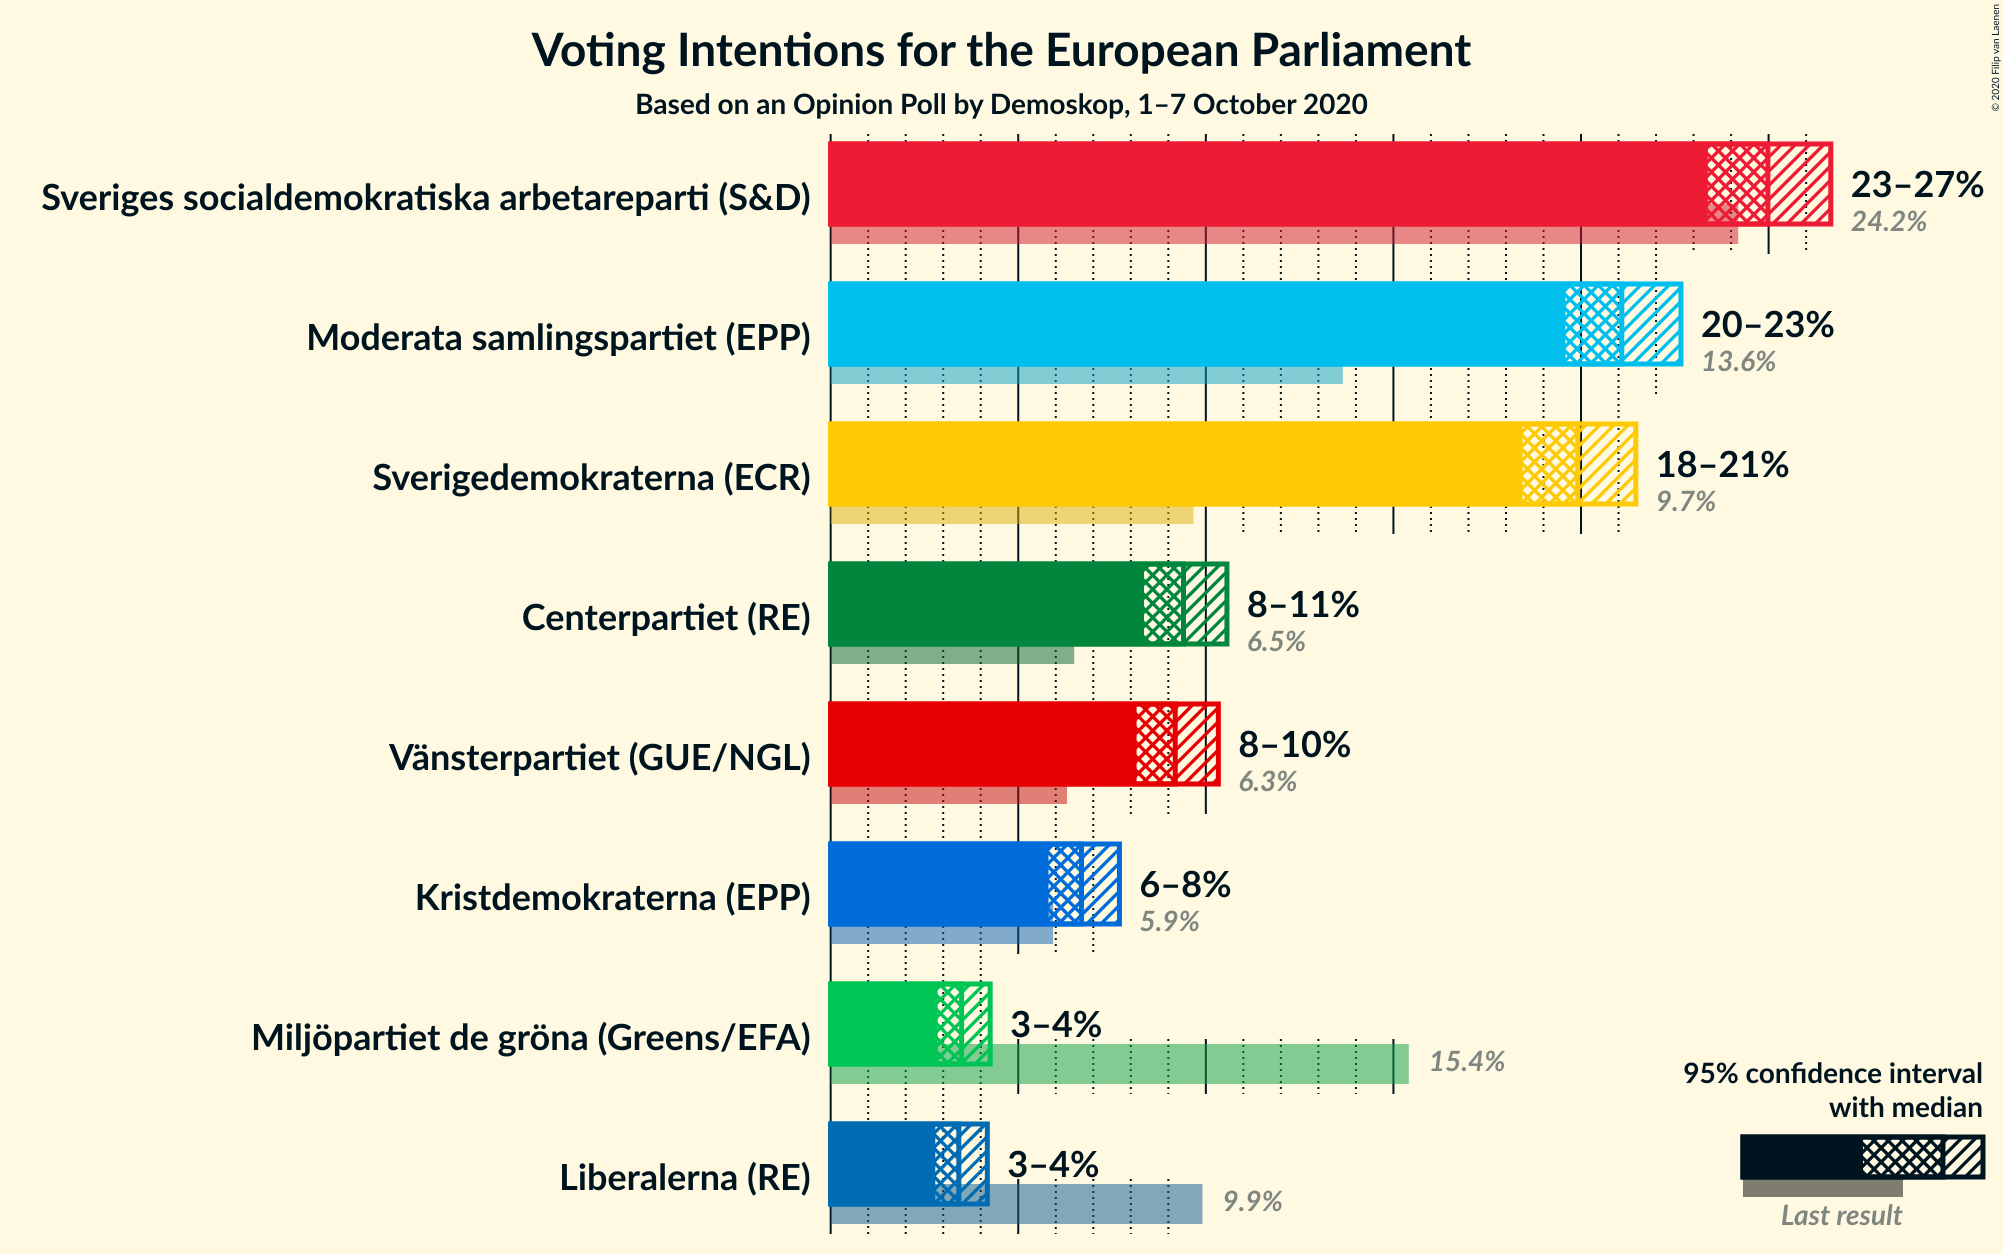 Voting Intentions for the European Parliament
Based on an Opinion Poll by Demoskop, 1–7 October 2020
© 2020 Filip van Laenen
Sveriges socialdemokratiska arbetareparti (S&D)
23–27%
24.2%
Moderata samlingspartiet (EPP)
20–23%
13.6%
Sverigedemokraterna (ECR)
18–21%
9.7%
Centerpartiet (RE)
8–11%
6.5%
Vänsterpartiet (GUE/NGL)
8–10%
6.3%
Kristdemokraterna (EPP)
6–8%
5.9%
Miljöpartiet de gröna (Greens/EFA)
3–4%
15.4%
Liberalerna (RE)
3–4%
9.9%
95% confidence interval
with median
Last result